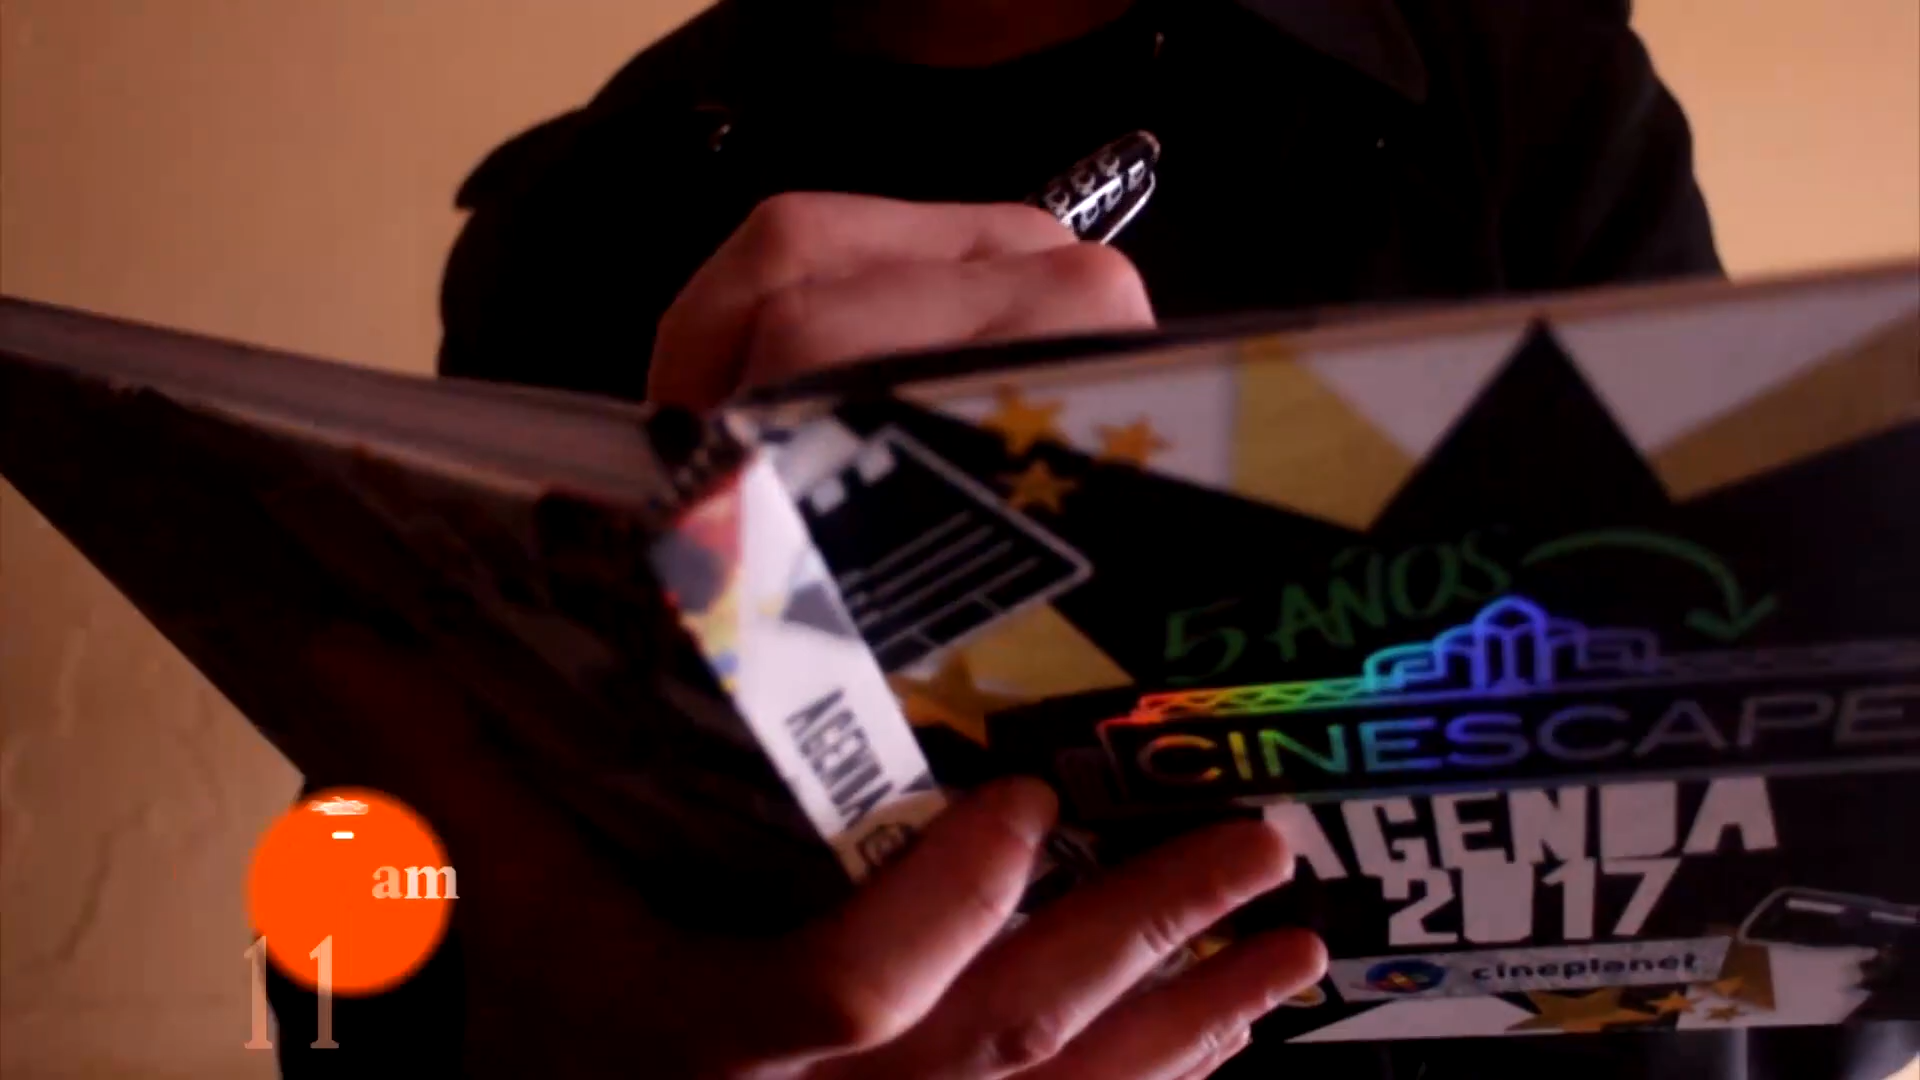 5 AÑOS
CINESCAPE
AGENDA
2017
cineplanet
AGENDA
am
11